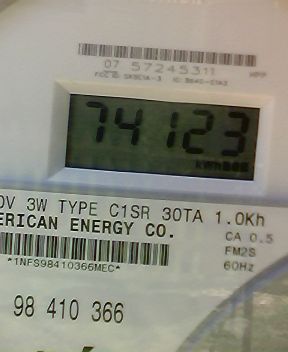 07 57245311
74123
0V 3W TYPE C1SR 30TA 1.0Kh
ERICAN ENERGY CO.
CA 0.5
FM2S
*1NFS98410366MEC*
60Hz
98 410 366